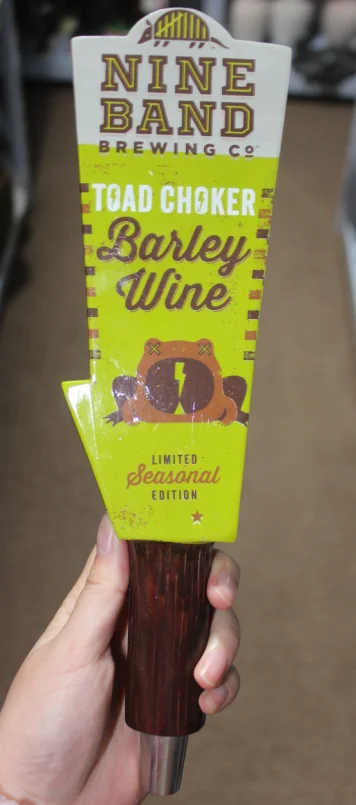 NINE
BAND
BREWING CO
TOAD CHOKER
Barley
Wine
LIMITED
Seasonal
EDITION